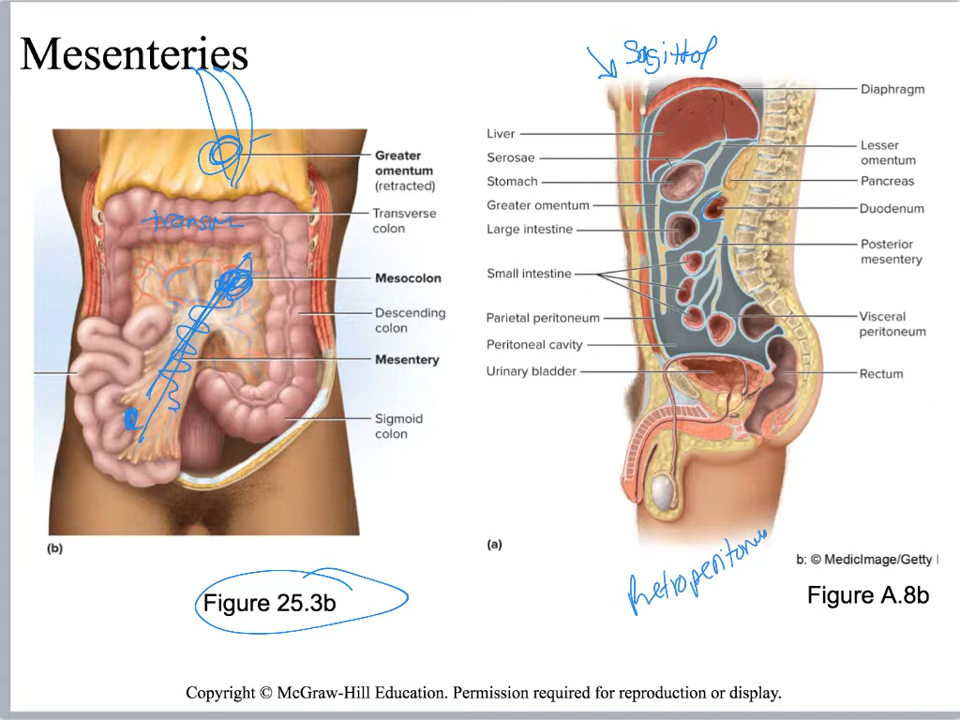 Mesenteries
transv
Greater
omentum
(retracted)
Transverse
colon
Mesocolon
Descending
colon
Mesentery
Sigmoid
colon
(b)
Figure 25.3b
Sagittal
Liver
Serosae
Stomach
Greater omentum
Large intestine
Small intestine
Parietal peritoneum
Peritoneal cavity
Urinary bladder
Diaphragm
Lesser
omentum
Pancreas
Duodenum
Posterior
mesentery
Visceral
peritoneum
Rectum
(a)
b: © MedicImage/Getty I
Figure A.8b
Copyright © McGraw-Hill Education. Permission required for reproduction or display.